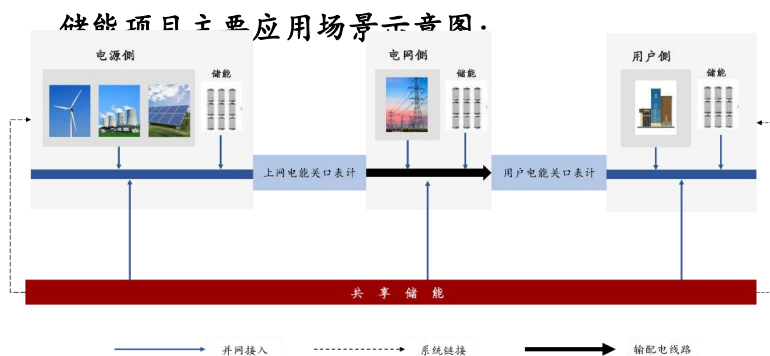 储能项目主要应用场景示意图:
电源侧
电网侧
用户侧
储能
储能
储能
上网电能关口表计
用户电能关口表计
共享储能
并网接入
系统链接
输配电线路